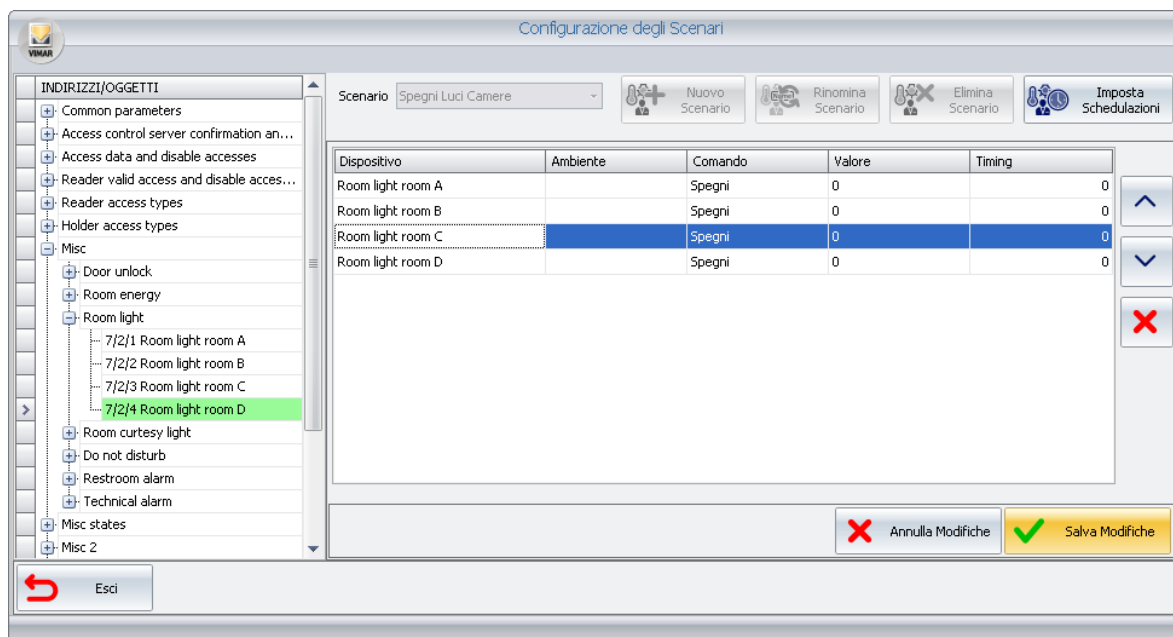 Configurazione degli Scenari
VIMAR
INDIRIZZI/OGGETTI
Common parameters
Access control server confirmation an...
Access data and disable accesses
Reader valid access and disable acces...
Reader access types
Holder access types
Misc
Door unlock
Room energy
Room light
7/2/1 Room light room A
7/2/2 Room light room B
7/2/3 Room light room C
7/2/4 Room light room D
Room curtesy light
Do not disturb
Restroom alarm
Technical alarm
Misc states
Misc 2
Scenario Spegni Luci Camere
Nuovo
Scenario
Rinomina
Scenario
Elimina
Scenario
Imposta
Schedulazioni
Dispositivo Ambiente Comando Valore Timing
Room light room A Spegni 0 0
Room light room B Spegni 0 0
Room light room C Spegni 0 0
Room light room D Spegni 0 0
Annulla Modifiche Salva Modifiche
Esci